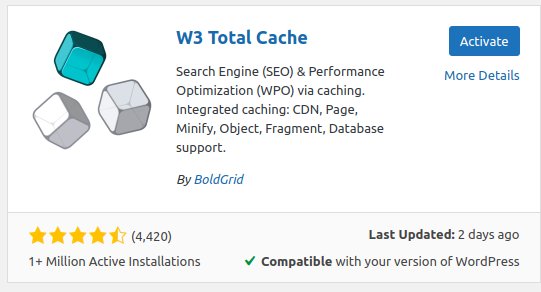 W3 Total Cache
Activate
More Details
Search Engine (SEO) & Performance
Optimization (WPO) via caching.
Integrated caching: CDN, Page,
Minify, Object, Fragment, Database
support.
By BoldGrid
(4,420)
Last Updated: 2 days ago
1+ Million Active Installations
Compatible with your version of WordPress